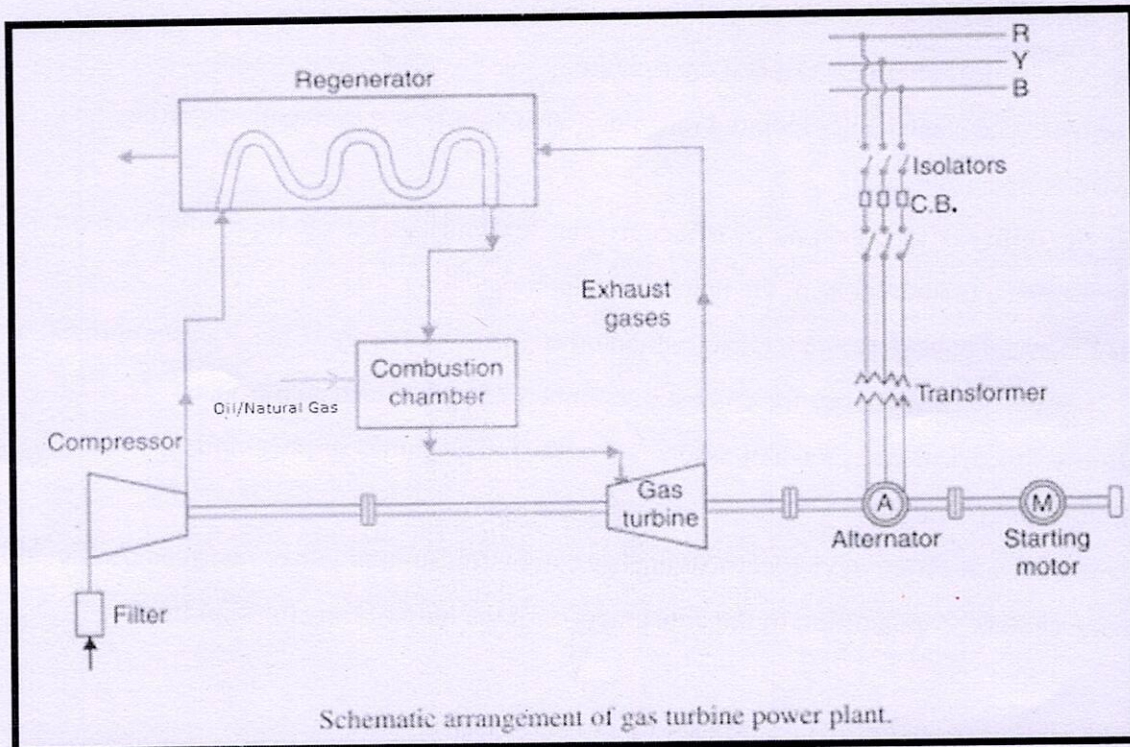 R
Y
B
Regenerator
Isolators
C.B.
Exhaust
gases
Combustion
chamber
Oil/Natural Gas
Transformer
Compressor
Gas
turbine
A
M
Alternator
Starting
motor
Filter
Schematic arrangement of gas turbine power plant.